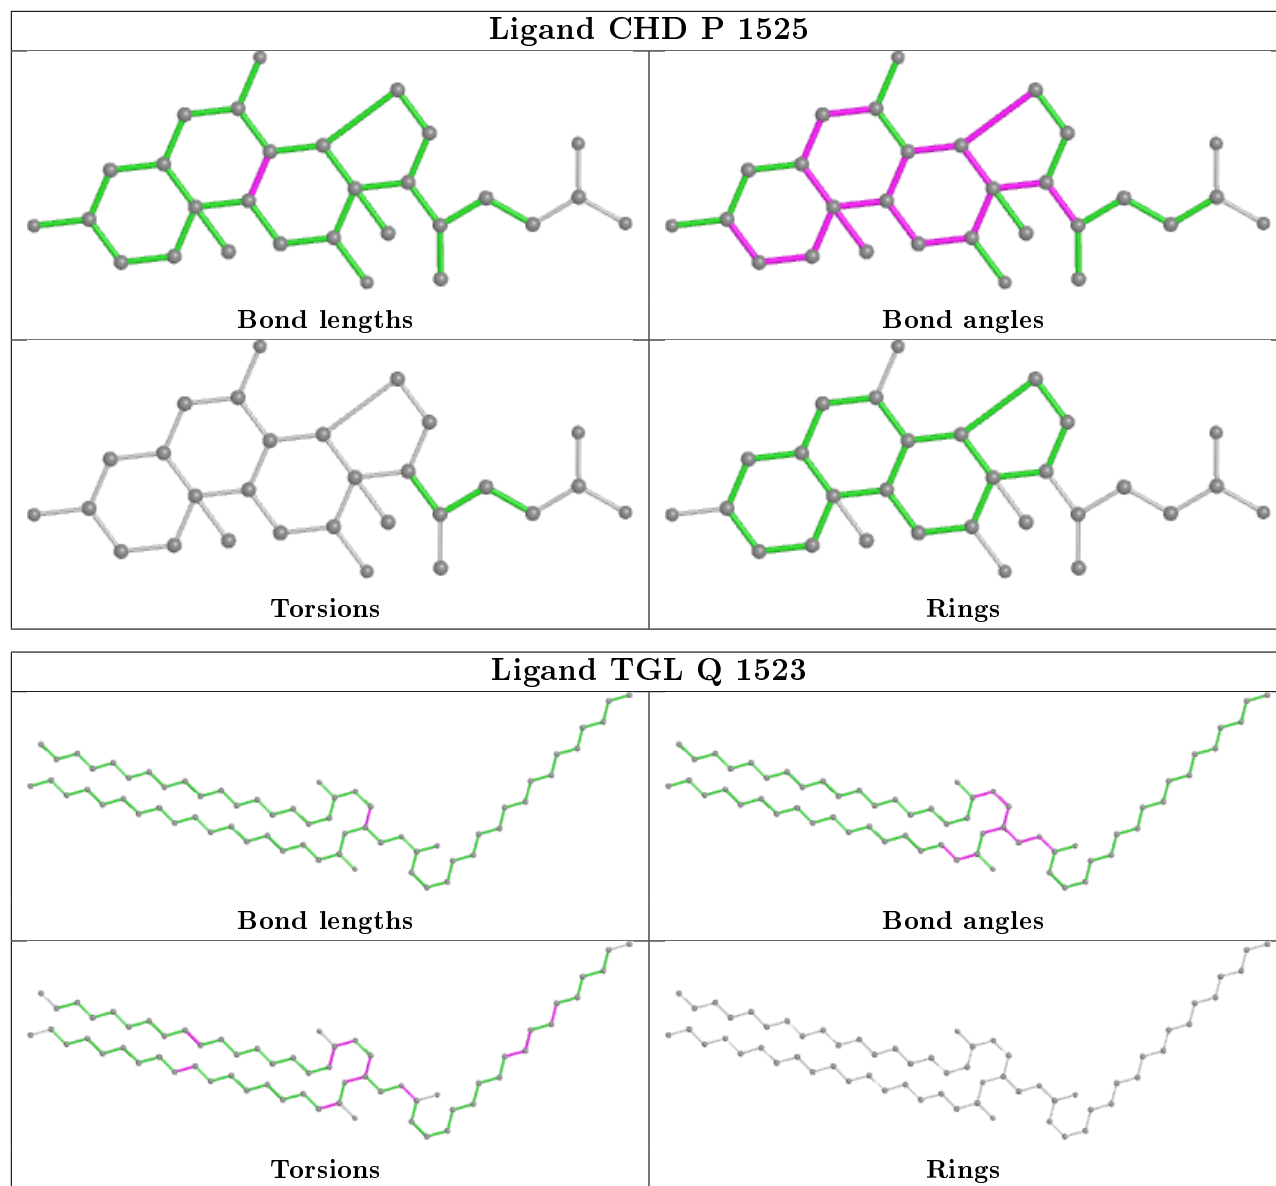 Ligand CHD P 1525
Bond lengths
Bond angles
Torsions
Rings
Ligand TGL Q 1523
Bond lengths
Bond angles
Torsions
Rings